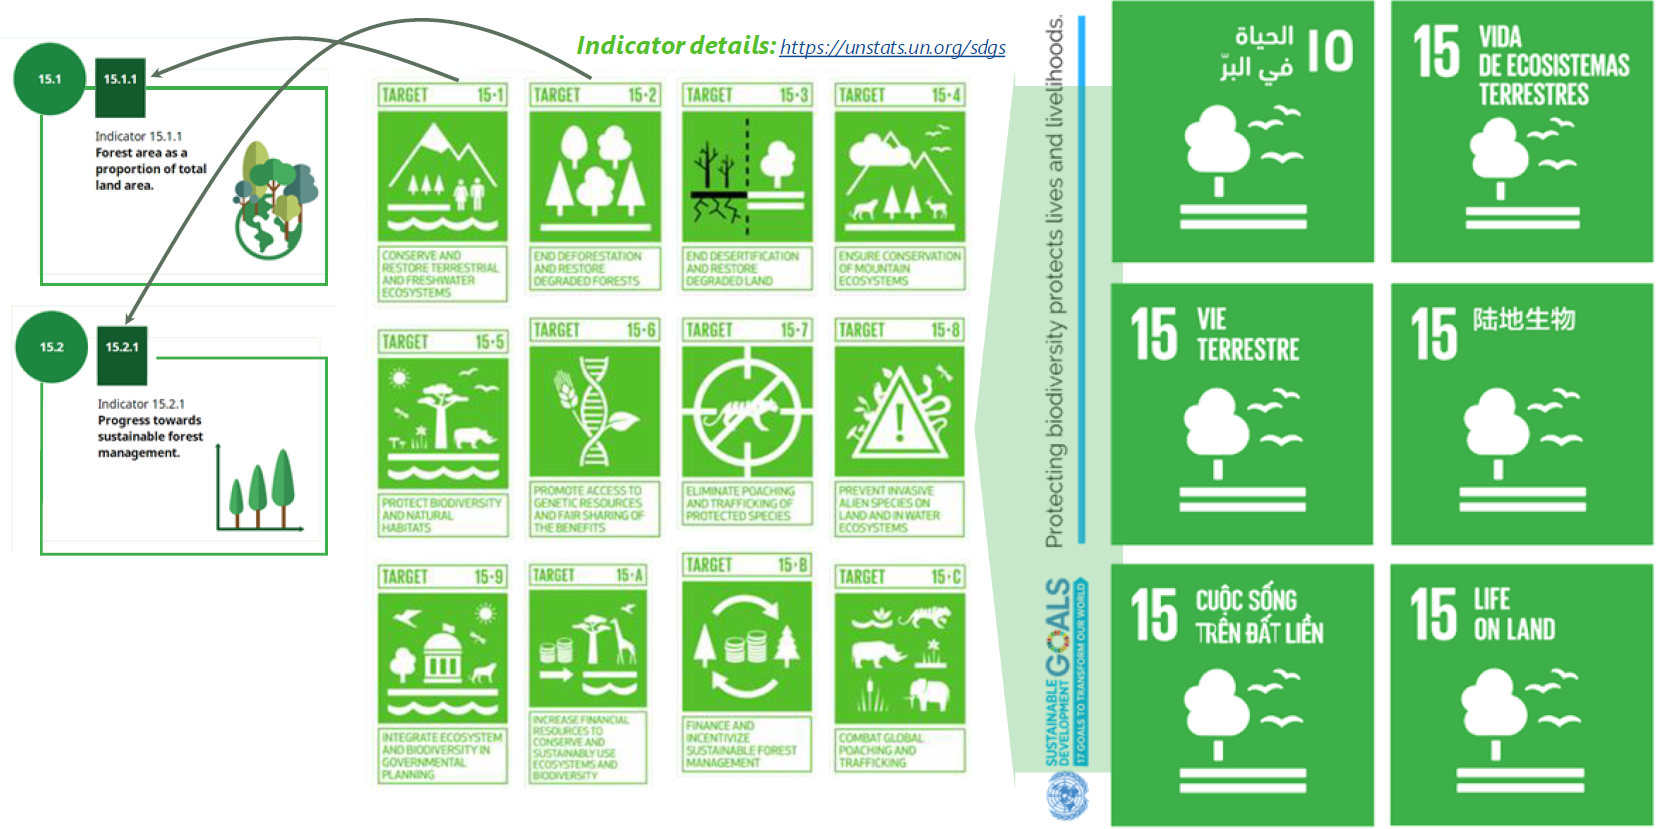 Indicator details: https://unstats.un.org/sdgs
15.1
15.1.1
Indicator 15.1.1
Forest area as a
proportion of total
land area.
15.2
15.2.1
Indicator 15.2.1
Progress towards
sustainable forest
management.
TARGET 15·1
CONSERVE AND
RESTORE TERRESTRIAL
AND FRESHWATER
ECOSYSTEMS
TARGET 15·2
END DEFORESTATION
AND RESTORE
DEGRADED FORESTS
TARGET 15·3
END DESERTIFICATION
AND RESTORE
DEGRADED LAND
TARGET 15·4
ENSURE CONSERVATION
OF MOUNTAIN
ECOSYSTEMS
TARGET 15·5
PROTECT BIODIVERSITY
AND NATURAL
HABITATS
TARGET 15·6
PROMOTE ACCESS TO
GENETIC RESOURCES
AND FAIR SHARING OF
THE BENEFITS
TARGET 15·7
ELIMINATE POACHING
AND TRAFFICKING OF
PROTECTED SPECIES
TARGET 15·8
PREVENT INVASIVE
ALIEN SPECIES ON
LAND AND IN WATER
ECOSYSTEMS
TARGET 15·9
INTEGRATE ECOSYSTEM
AND BIODIVERSITY IN
GOVERNMENTAL
PLANNING
TARGET 15·A
INCREASE FINANCIAL
RESOURCES TO
CONSERVE AND
SUSTAINABLY USE
ECOSYSTEMS AND
BIODIVERSITY
TARGET 15·B
FINANCE AND
INCENTIVIZE
SUSTAINABLE FOREST
MANAGEMENT
TARGET 15·C
COMBAT GLOBAL
POACHING AND
TRAFFICKING
Protecting biodiversity protects lives and livelihoods.
SUSTAINABLE
DEVELOPMENT
GOALS
17 GOALS TO TRANSFORM OUR WORLD
١٥ الحياة
في البرّ
15 VIDA
DE ECOSISTEMAS
TERRESTRES
15 VIE
TERRESTRE
15 陆地生物
15 CUỘC SỐNG
TRÊN ĐẤT LIỀN
15 LIFE
ON LAND